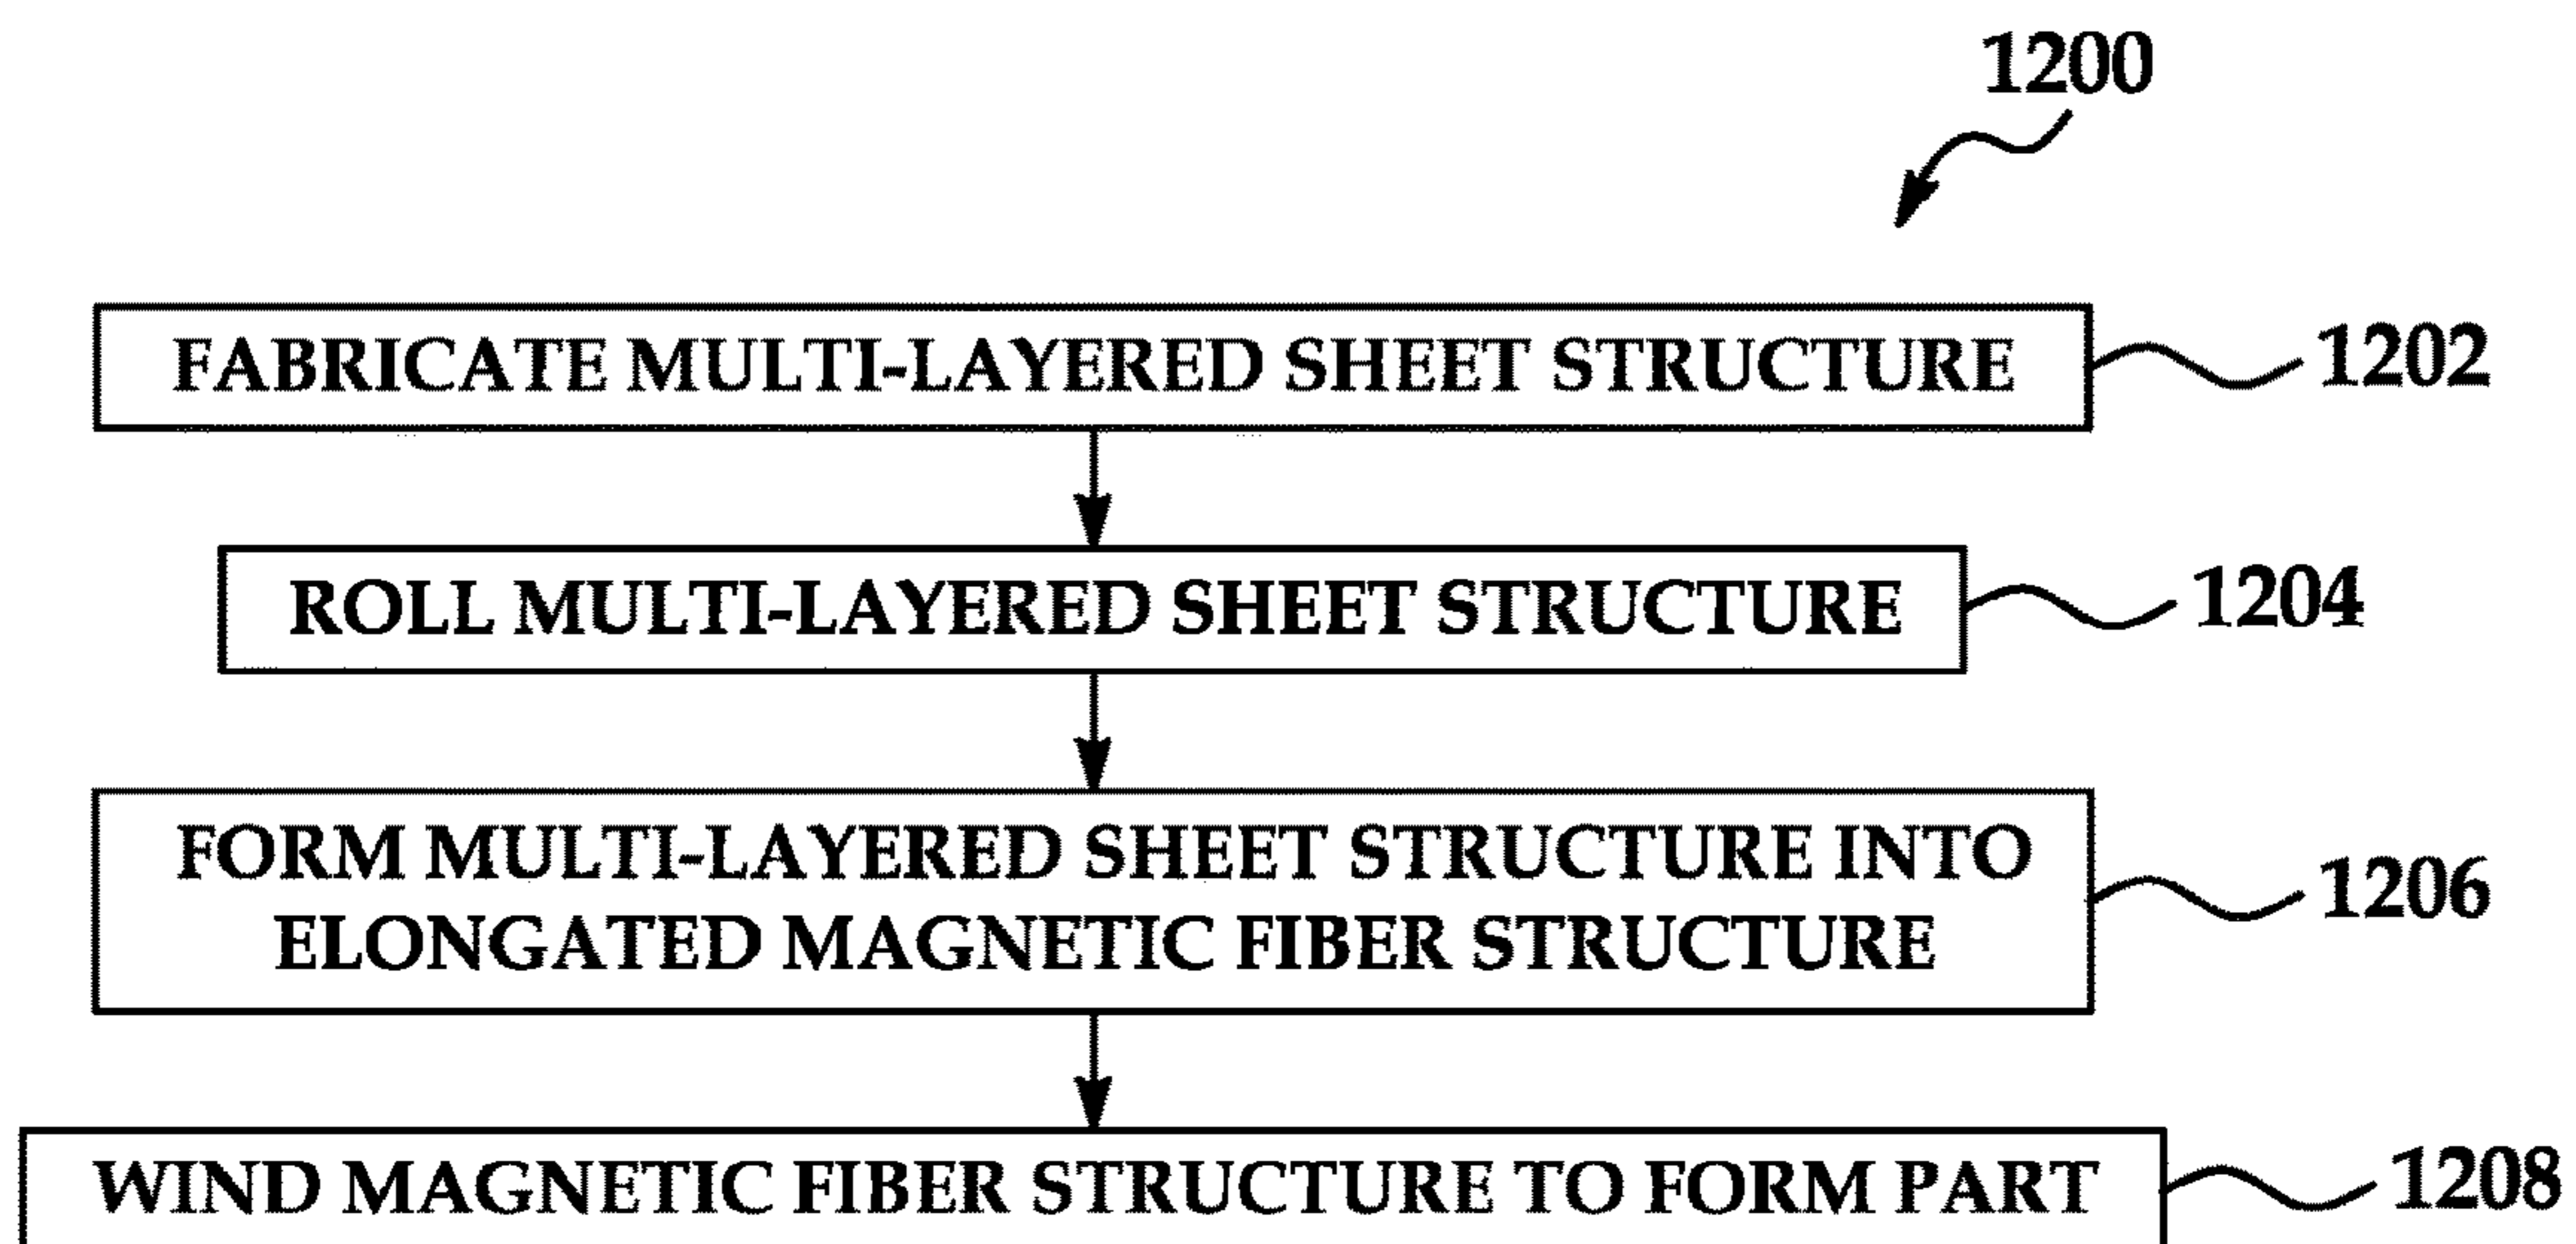 1200
FABRICATE MULTI-LAYERED SHEET STRUCTURE 1202
ROLL MULTI-LAYERED SHEET STRUCTURE 1204
FORM MULTI-LAYERED SHEET STRUCTURE INTO
ELONGATED MAGNETIC FIBER STRUCTURE
1206
WIND MAGNETIC FIBER STRUCTURE TO FORM PART 1208